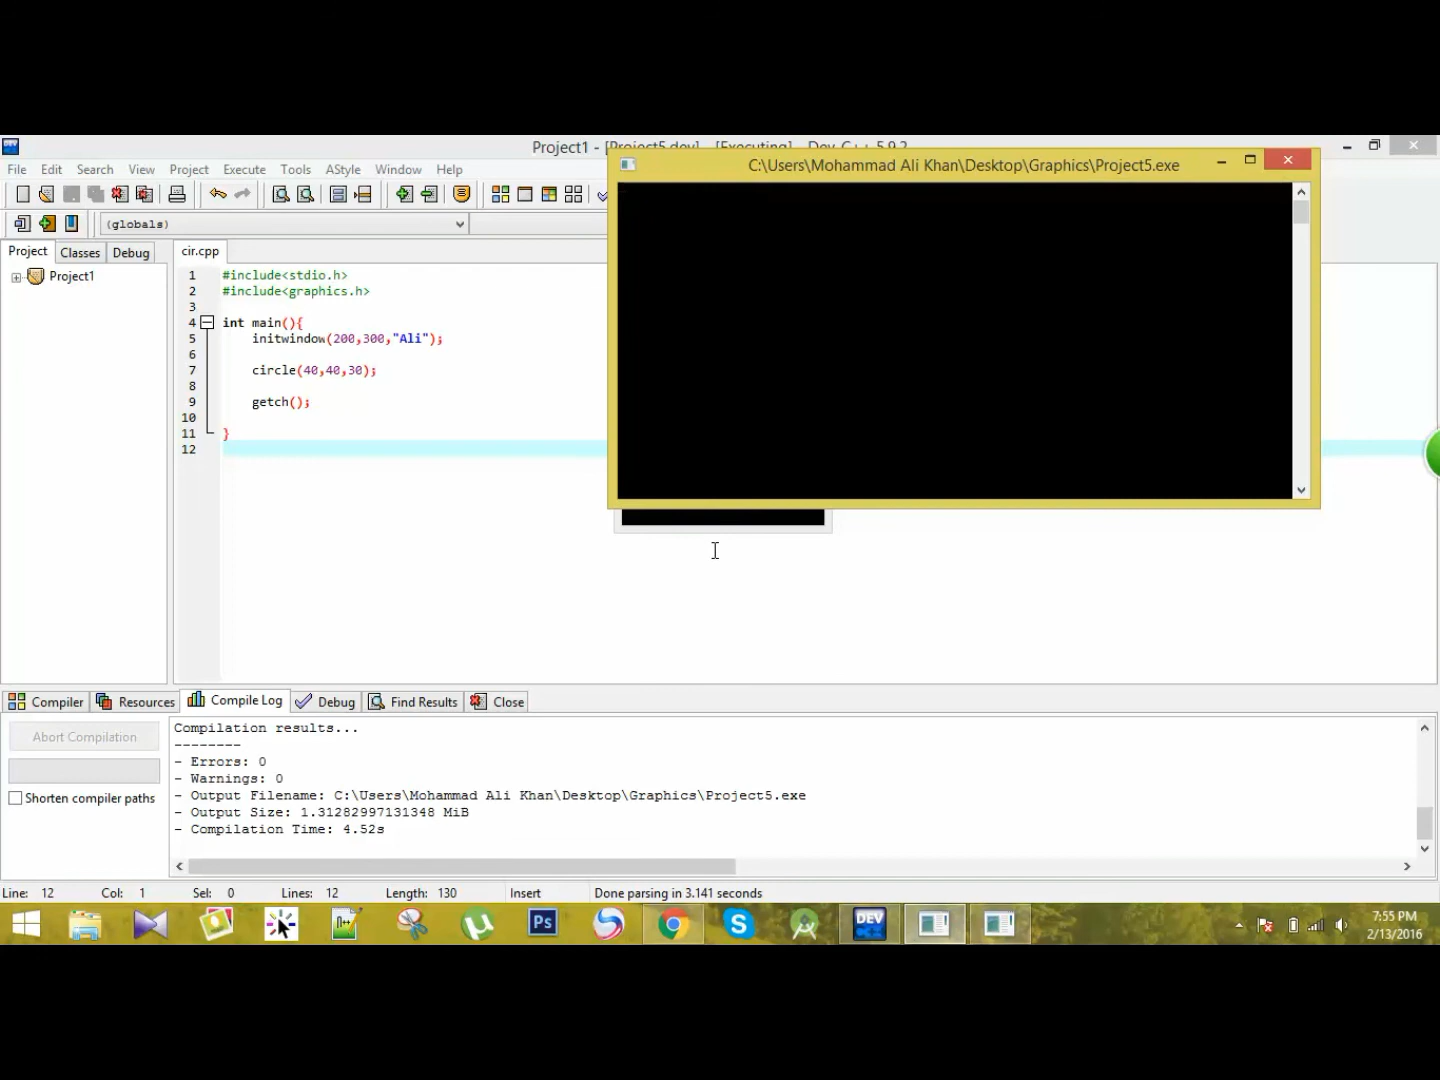 Project1 - [Project5.dev] - [Executing] - Dev-C++ 5.9.2
C:\Users\Mohammad Ali Khan\Desktop\Graphics\Project5.exe
File Edit Search View Project Execute Tools AStyle Window Help
(globals)
Project Classes Debug cir.cpp
Project1
1 #include<stdio.h>
2 #include<graphics.h>
3
4 int main(){
5 initwindow(200,300,"Ali");
6
7 circle(40,40,30);
8
9 getch();
10
11 }
12
Compiler Resources Compile Log Debug Find Results Close
Abort Compilation
Shorten compiler paths
Compilation results...
--------
- Errors: 0
- Warnings: 0
- Output Filename: C:\Users\Mohammad Ali Khan\Desktop\Graphics\Project5.exe
- Output Size: 1.31282997131348 MiB
- Compilation Time: 4.52s
Line: 12 Col: 1 Sel: 0 Lines: 12 Length: 130 Insert Done parsing in 3.141 seconds
Ps
S
DEV
7:55 PM
2/13/2016